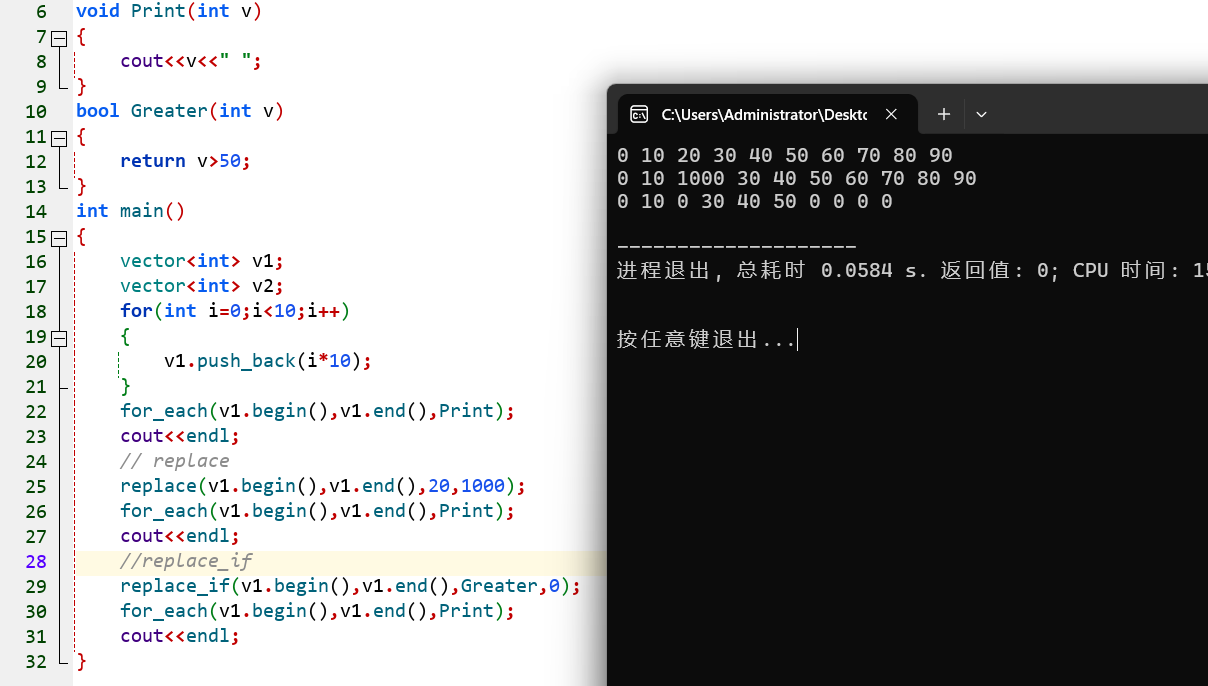 6 void Print(int v)
7 {
8 cout<<v<<" ";
9 }
10 bool Greater(int v)
11 {
12 return v>50;
13 }
14 int main()
15 {
16 vector<int> v1;
17 vector<int> v2;
18 for(int i=0;i<10;i++)
19 {
20 v1.push_back(i*10);
21 }
22 for_each(v1.begin(),v1.end(),Print);
23 cout<<endl;
24 // replace
25 replace(v1.begin(),v1.end(),20,1000);
26 for_each(v1.begin(),v1.end(),Print);
27 cout<<endl;
28 //replace_if
29 replace_if(v1.begin(),v1.end(),Greater,0);
30 for_each(v1.begin(),v1.end(),Print);
31 cout<<endl;
32 }
C:\Users\Administrator\Deskto
0 10 20 30 40 50 60 70 80 90
0 10 1000 30 40 50 60 70 80 90
0 10 0 30 40 50 0 0 0 0
--------------------
进程退出, 总耗时 0.0584 s. 返回值: 0; CPU 时间: 15
按任意键退出...